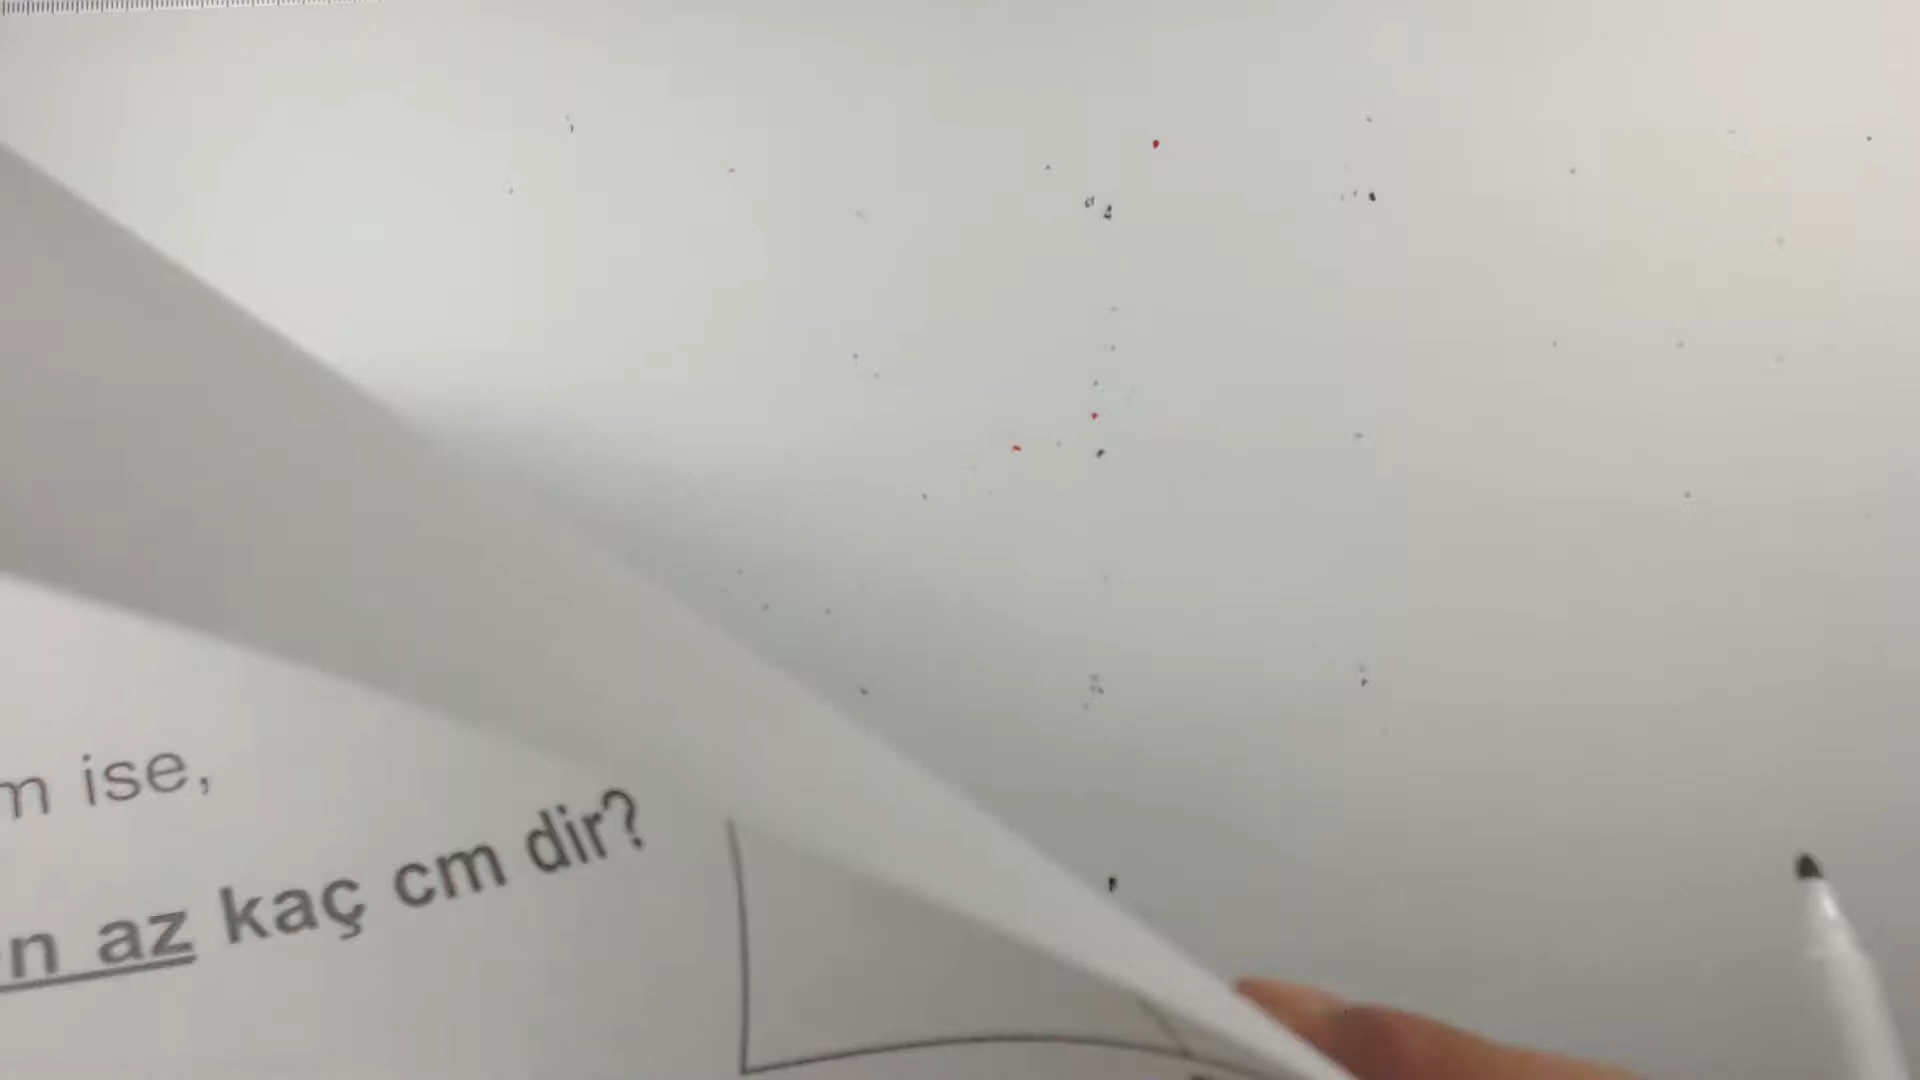 m ise,
n az kaç cm dir?